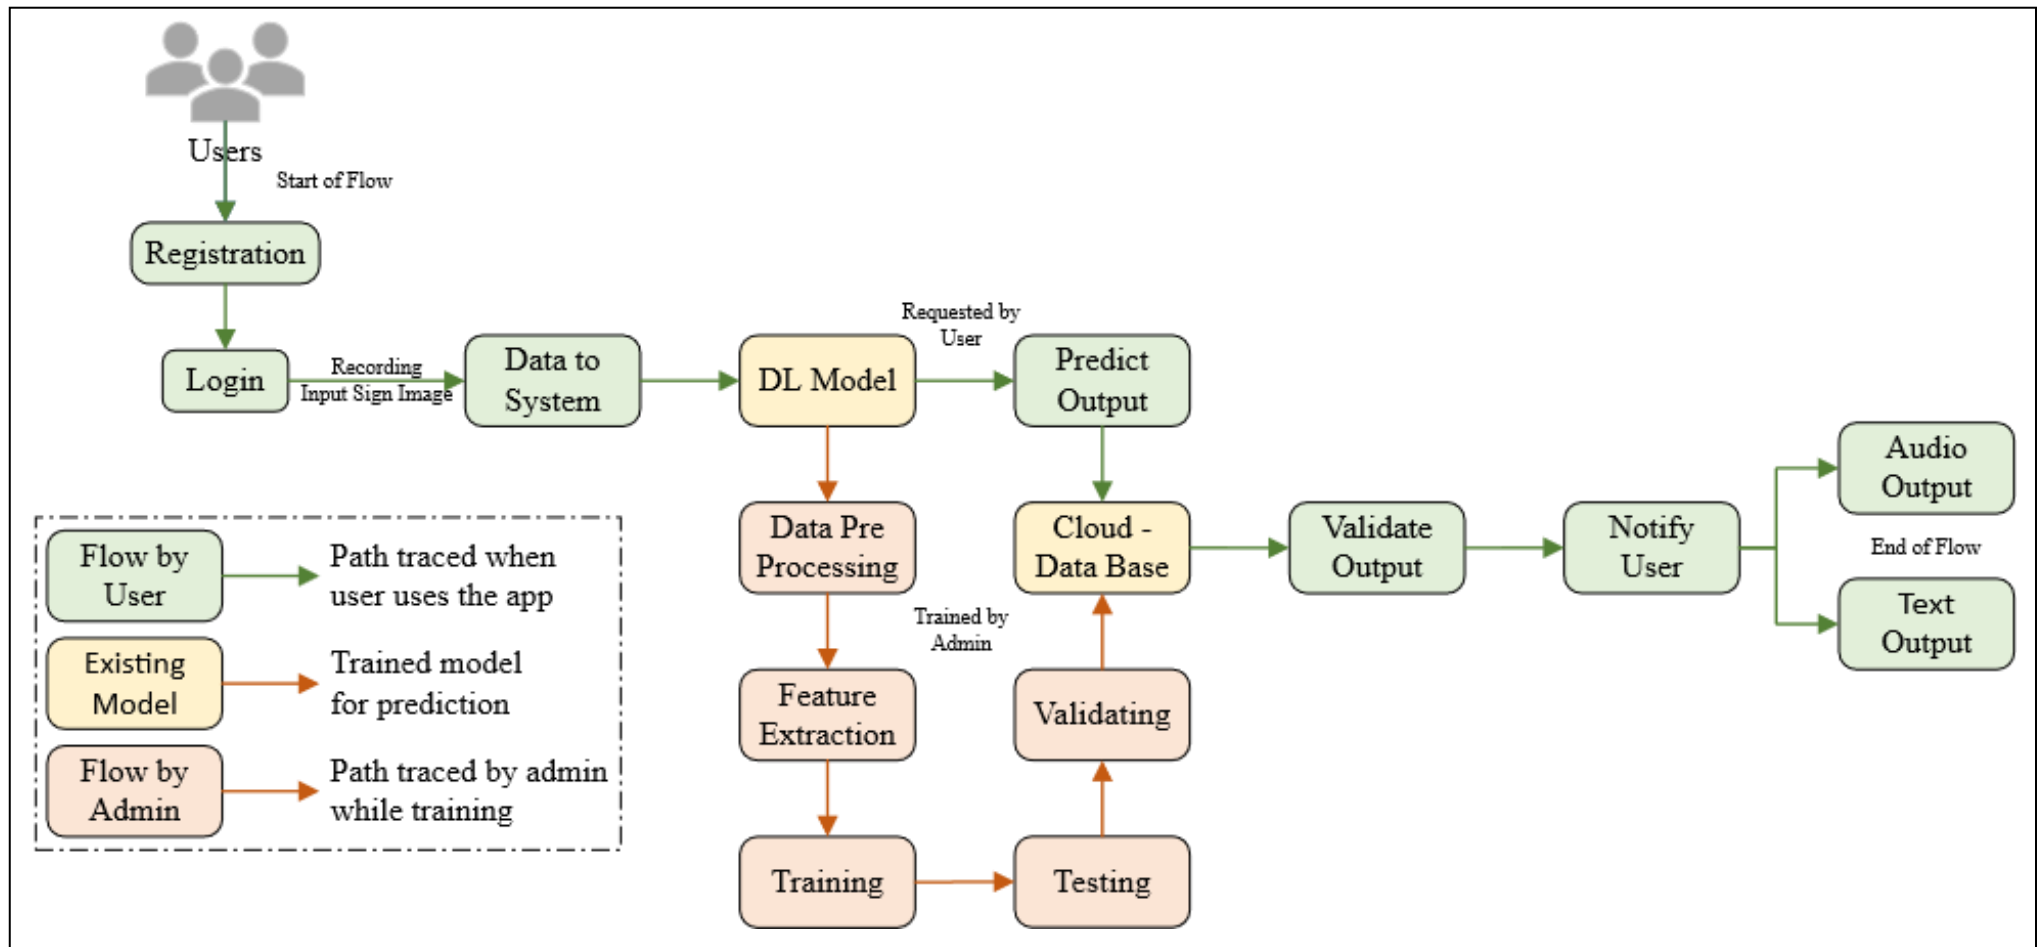 Users
Start of Flow
Registration
Login
Recording
Input Sign Image
Data to
System
DL Model
Requested by
User
Predict
Output
Data Pre
Processing
Cloud -
Data Base
Validate
Output
Notify
User
Audio
Output
End of Flow
Text
Output
Trained by
Admin
Feature
Extraction
Validating
Training
Testing
Flow by
User
Path traced when
user uses the app
Existing
Model
Trained model
for prediction
Flow by
Admin
Path traced by admin
while training